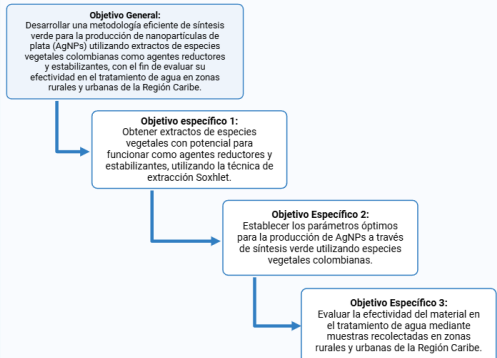 Objetivo General:
Desarrollar una metodología eficiente de síntesis
verde para la producción de nanopartículas de
plata (AgNPs) utilizando extractos de especies
vegetales colombianas como agentes reductores
y estabilizantes, con el fin de evaluar su
efectividad en el tratamiento de agua en zonas
rurales y urbanas de la Región Caribe.
Objetivo específico 1:
Obtener extractos de especies
vegetales con potencial para
funcionar como agentes reductores y
estabilizantes, utilizando la técnica de
extracción Soxhlet.
Objetivo Específico 2:
Establecer los parámetros óptimos
para la producción de AgNPs a través
de síntesis verde utilizando especies
vegetales colombianas.
Objetivo Específico 3:
Evaluar la efectividad del material en
el tratamiento de agua mediante
muestras recolectadas en zonas
rurales y urbanas de la Región Caribe.